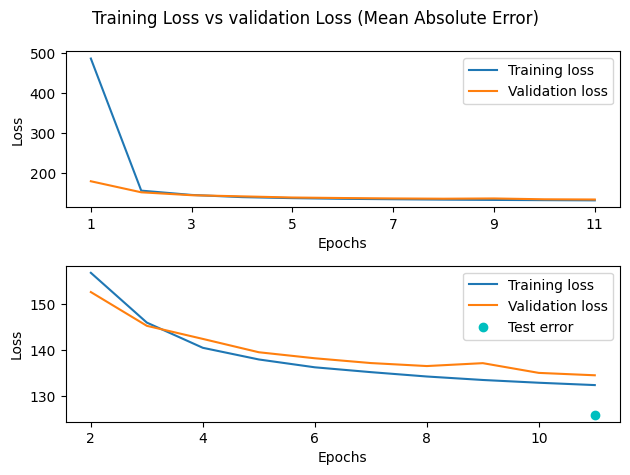 Training Loss vs validation Loss (Mean Absolute Error)
500
400
300
200
Loss
Training loss
Validation loss
1 3 5 7 9 11
Epochs
150
140
130
Loss
Training loss
Validation loss
Test error
2 4 6 8 10
Epochs